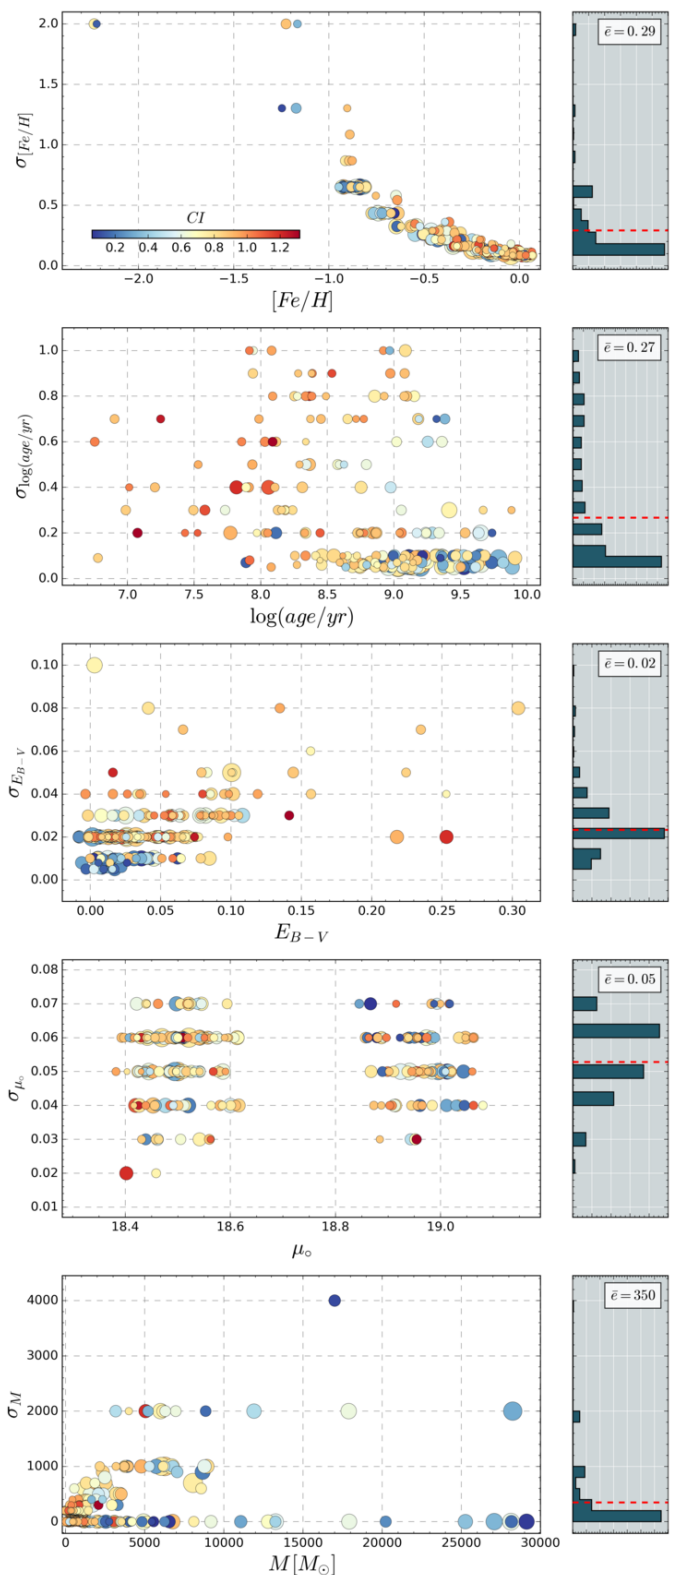 2.0
1.5
1.0
0.5
0.0
σ[Fe/H]
CI
0.2 0.4 0.6 0.8 1.0
−2.0 −1.5 −1.0 −0.5 0.0
[Fe/H]
ē = 0.29
1.0
0.8
0.6
0.4
0.2
0.0
σlog(age/yr)
7.0 7.5 8.0 8.5 9.0 9.5 10.0
log(age/yr)
ē = 0.27
0.10
0.08
0.06
0.04
0.02
0.00
σE_B−V
0.00 0.05 0.10 0.15 0.20 0.25 0.30
E_B−V
ē = 0.02
0.08
0.07
0.06
0.05
0.04
0.03
0.02
0.01
σμ∘
18.4 18.6 18.8 19.0
μ∘
ē = 0.05
4000
3000
2000
1000
0
σM
0 5000 10000 15000 20000 25000 30000
M[M⊙]
ē = 350